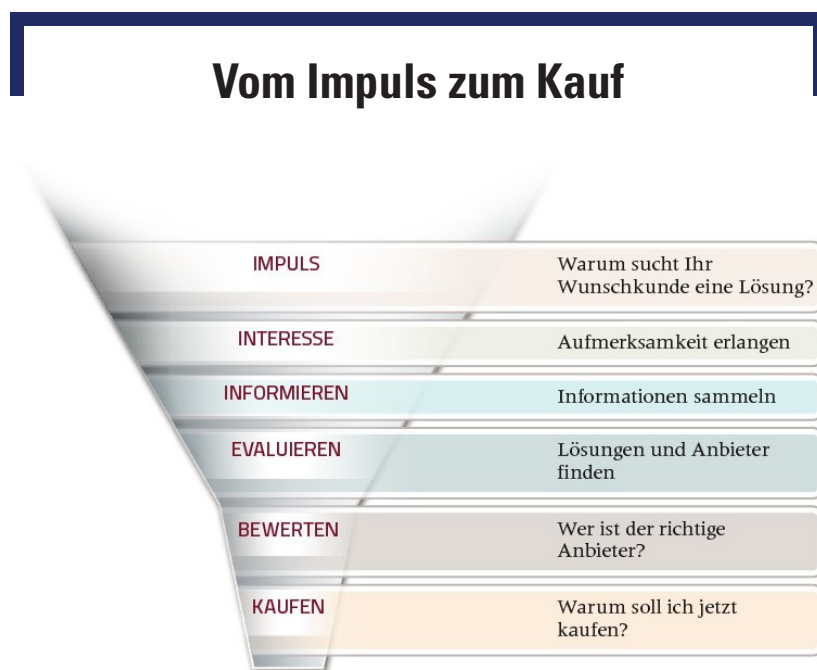 Vom Impuls zum Kauf
IMPULS
Warum sucht Ihr
Wunschkunde eine Lösung?
INTERESSE
Aufmerksamkeit erlangen
INFORMIEREN
Informationen sammeln
EVALUIEREN
Lösungen und Anbieter
finden
BEWERTEN
Wer ist der richtige
Anbieter?
KAUFEN
Warum soll ich jetzt
kaufen?